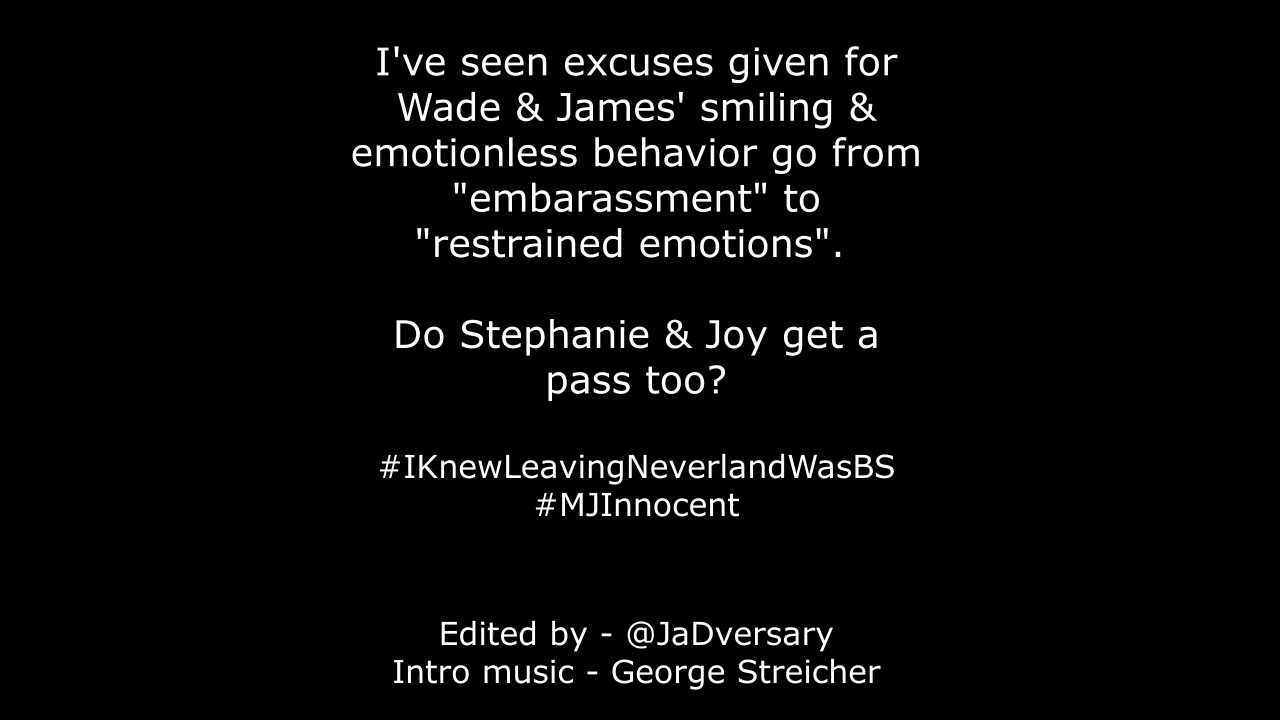 I've seen excuses given for
Wade & James' smiling &
emotionless behavior go from
"embarassment" to
"restrained emotions".
Do Stephanie & Joy get a
pass too?
#IKnewLeavingNeverlandWasBS
#MJInnocent
Edited by - @JaDversary
Intro music - George Streicher